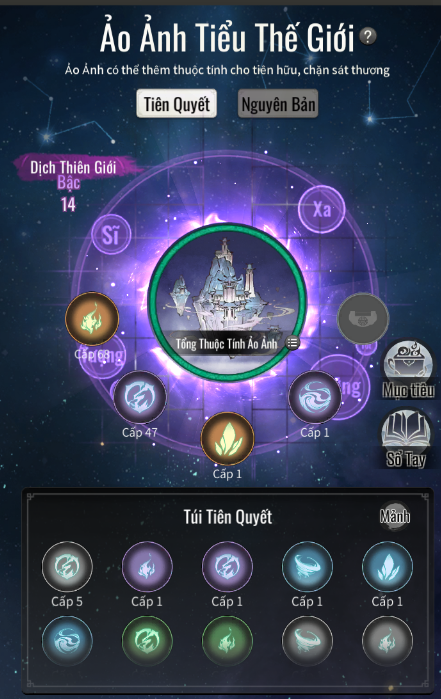 Ảo Ảnh Tiểu Thế Giới ?
Ảo Ảnh có thể thêm thuộc tính cho tiên hữu, chặn sát thương
Tiên Quyết
Nguyên Bản
Dịch Thiên Giới
Bậc
14
Xa
Sĩ
Tổng Thuộc Tính Ảo Ảnh
Mục tiêu
Cấp 47
Cấp 1
Cấp 1
Sổ Tay
Túi Tiên Quyết
Mảnh
Cấp 5
Cấp 1
Cấp 1
Cấp 1
Cấp 1